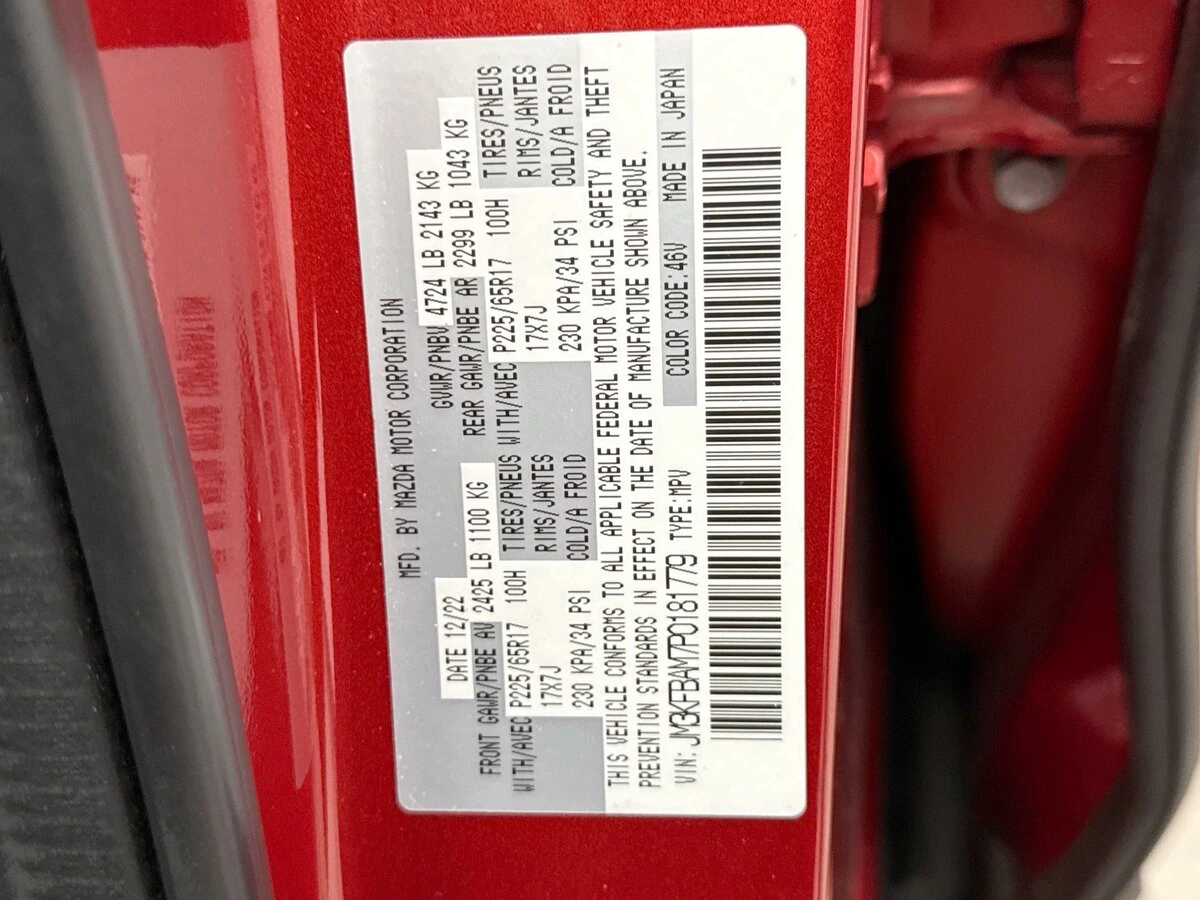 MFD. BY MAZDA MOTOR CORPORATION
DATE 12/22 GVWR/PNBV 4724 LB 2143 KG
FRONT GAWR/PNBE AV 2425 LB 1100 KG REAR GAWR/PNBE AR 2299 LB 1043 KG
WITH/AVEC P225/65R17 100H TIRES/PNEUS WITH/AVEC P225/65R17 100H TIRES/PNEUS
17X7J RIMS/JANTES 17X7J RIMS/JANTES
230 KPA/34 PSI COLD/A FROID 230 KPA/34 PSI COLD/A FROID
THIS VEHICLE CONFORMS TO ALL APPLICABLE FEDERAL MOTOR VEHICLE SAFETY AND THEFT
PREVENTION STANDARDS IN EFFECT ON THE DATE OF MANUFACTURE SHOWN ABOVE.
VIN: JM3KFBAM7P0181779 TYPE:MPV COLOR CODE:46V MADE IN JAPAN